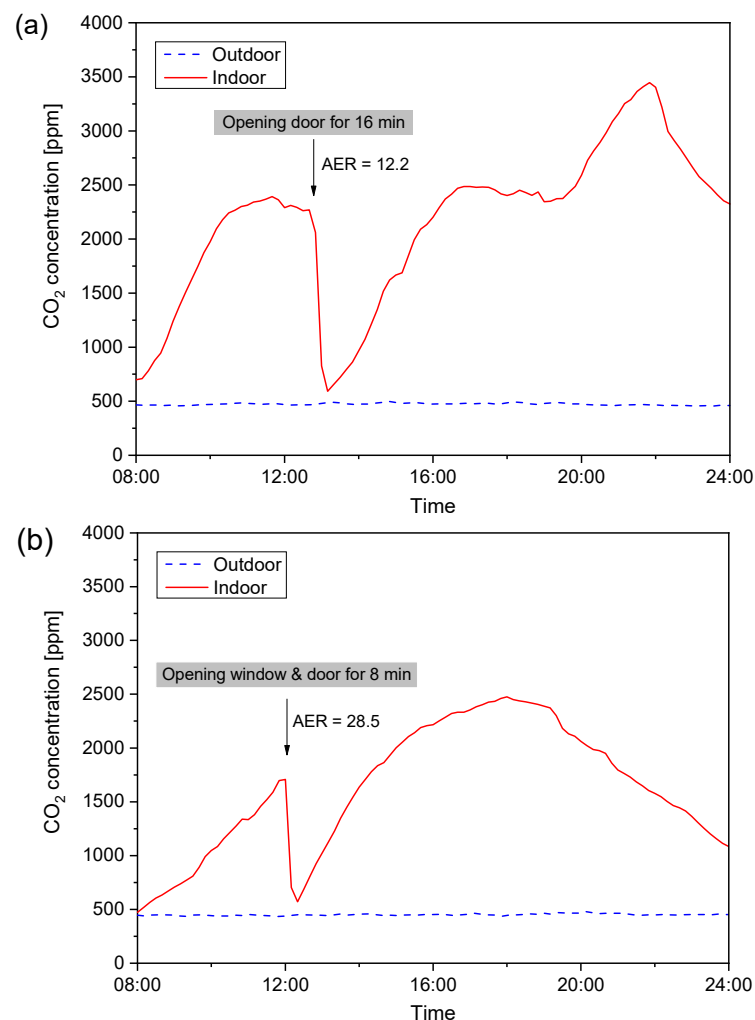 (a)
4000
3500
3000
2500
2000
1500
1000
500
0
CO₂ concentration [ppm]
Outdoor
Indoor
Opening door for 16 min
AER = 12.2
08:00 12:00 16:00 20:00 24:00
Time
(b)
4000
3500
3000
2500
2000
1500
1000
500
0
CO₂ concentration [ppm]
Outdoor
Indoor
Opening window & door for 8 min
AER = 28.5
08:00 12:00 16:00 20:00 24:00
Time